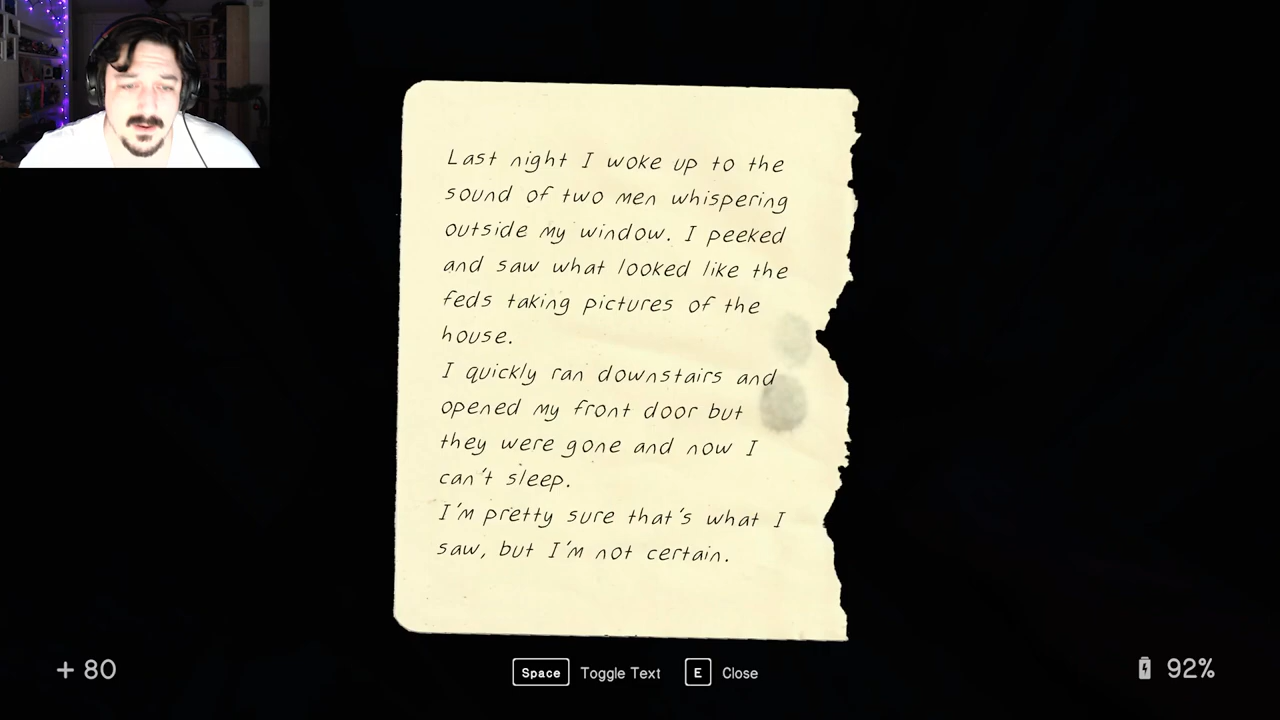 Last night I woke up to the
sound of two men whispering
outside my window. I peeked
and saw what looked like the
feds taking pictures of the
house.
I quickly ran downstairs and
opened my front door but
they were gone and now I
can't sleep.
I'm pretty sure that's what I
saw, but I'm not certain.
+ 80
Space Toggle Text E Close
92%